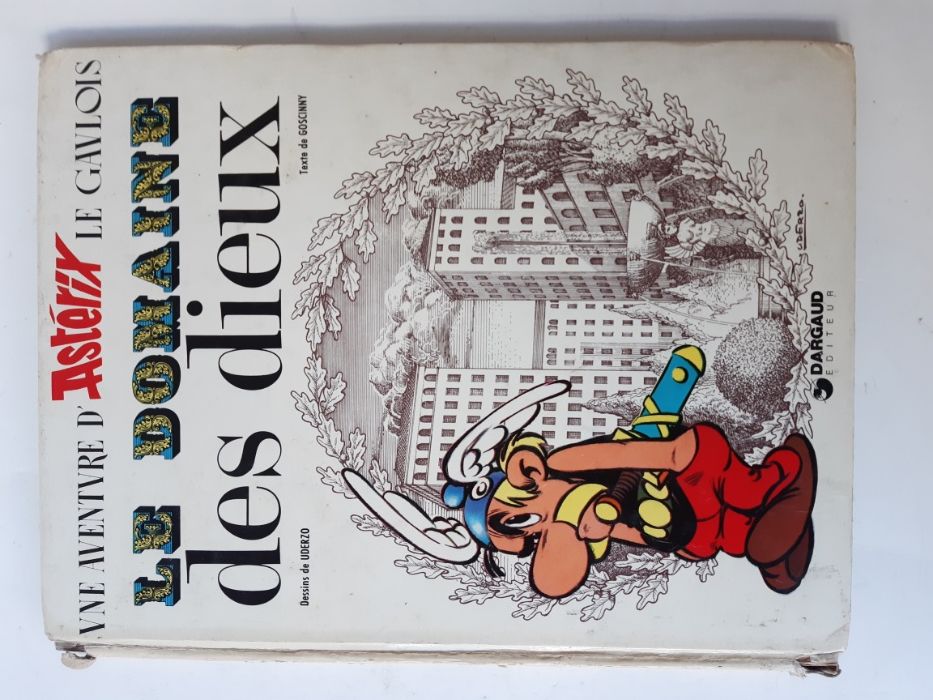 VNE AVENTVRE D' Astérix LE GAVLOIS
LE DOMAINE
des dieux
Dessins de UDERZO
Texte de GOSCINNY
UDERZO.
DARGAUD
EDITEUR